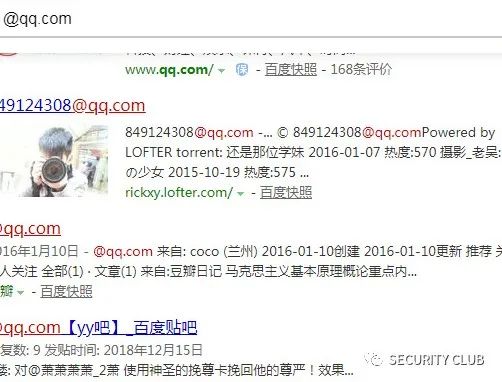 @qq.com
www.qq.com/ 保 - 百度快照 - 168条评价
849124308@qq.com
849124308@qq.com -... © 849124308@qq.comPowered by
LOFTER torrent: 还是那位学妹 2016-01-07 热度:570 摄影_老吴:
の少女 2015-10-19 热度:575 ...
rickxy.lofter.com/ - 百度快照
@qq.com
2016年1月10日 - @qq.com 来自: coco (兰州) 2016-01-10创建 2016-01-10更新 推荐 关
人关注 全部(1) · 文章(1) 来自:豆瓣日记 马克思主义基本原理概论重点内...
瓣 - 百度快照
@qq.com【yy吧】_百度贴吧
复数: 9 发贴时间: 2018年12月15日
楼: 对@萧萧萧萧_2萧 使用神圣的挽尊卡挽回他的尊严！效果...
SECURITY CLUB